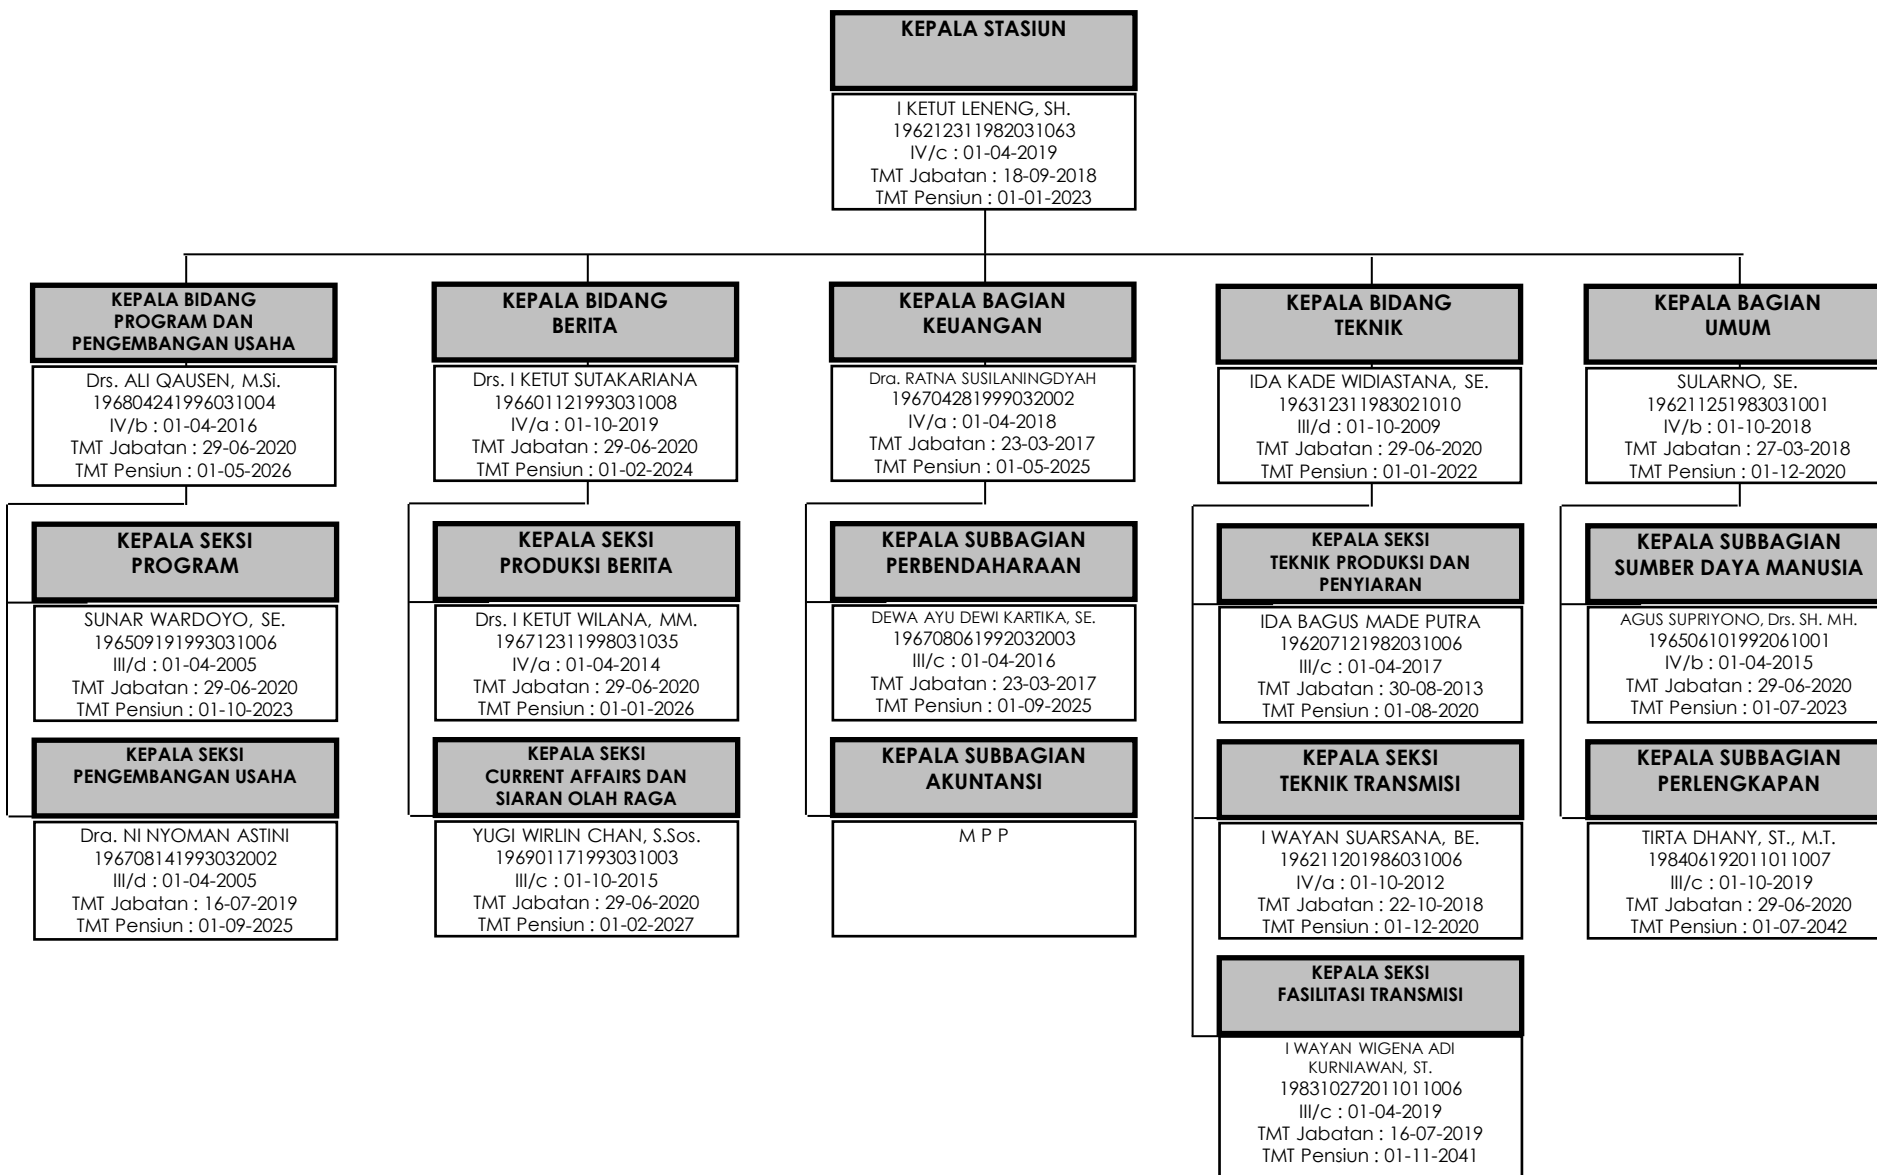 KEPALA STASIUN
I KETUT LENENG, SH.
196212311982031063
IV/c : 01-04-2019
TMT Jabatan : 18-09-2018
TMT Pensiun : 01-01-2023
KEPALA BIDANG
PROGRAM DAN
PENGEMBANGAN USAHA
Drs. ALI QAUSEN, M.Si.
196804241996031004
IV/b : 01-04-2016
TMT Jabatan : 29-06-2020
TMT Pensiun : 01-05-2026
KEPALA SEKSI
PROGRAM
SUNAR WARDOYO, SE.
196509191993031006
III/d : 01-04-2005
TMT Jabatan : 29-06-2020
TMT Pensiun : 01-10-2023
KEPALA SEKSI
PENGEMBANGAN USAHA
Dra. NI NYOMAN ASTINI
196708141993032002
III/d : 01-04-2005
TMT Jabatan : 16-07-2019
TMT Pensiun : 01-09-2025
KEPALA BIDANG
BERITA
Drs. I KETUT SUTAKARIANA
196601121993031008
IV/a : 01-10-2019
TMT Jabatan : 29-06-2020
TMT Pensiun : 01-02-2024
KEPALA SEKSI
PRODUKSI BERITA
Drs. I KETUT WILANA, MM.
196712311998031035
IV/a : 01-04-2014
TMT Jabatan : 29-06-2020
TMT Pensiun : 01-01-2026
KEPALA SEKSI
CURRENT AFFAIRS DAN
SIARAN OLAH RAGA
YUGI WIRLIN CHAN, S.Sos.
196901171993031003
III/c : 01-10-2015
TMT Jabatan : 29-06-2020
TMT Pensiun : 01-02-2027
KEPALA BAGIAN
KEUANGAN
Dra. RATNA SUSILANINGDYAH
196704281999032002
IV/a : 01-04-2018
TMT Jabatan : 23-03-2017
TMT Pensiun : 01-05-2025
KEPALA SUBBAGIAN
PERBENDAHARAAN
DEWA AYU DEWI KARTIKA, SE.
196708061992032003
III/c : 01-04-2016
TMT Jabatan : 23-03-2017
TMT Pensiun : 01-09-2025
KEPALA SUBBAGIAN
AKUNTANSI
M P P
KEPALA BIDANG
TEKNIK
IDA KADE WIDIASTANA, SE.
196312311983021010
III/d : 01-10-2009
TMT Jabatan : 29-06-2020
TMT Pensiun : 01-01-2022
KEPALA SEKSI
TEKNIK PRODUKSI DAN
PENYIARAN
IDA BAGUS MADE PUTRA
196207121982031006
III/c : 01-04-2017
TMT Jabatan : 30-08-2013
TMT Pensiun : 01-08-2020
KEPALA SEKSI
TEKNIK TRANSMISI
I WAYAN SUARSANA, BE.
196211201986031006
IV/a : 01-10-2012
TMT Jabatan : 22-10-2018
TMT Pensiun : 01-12-2020
KEPALA SEKSI
FASILITASI TRANSMISI
I WAYAN WIGENA ADI
KURNIAWAN, ST.
198310272011011006
III/c : 01-04-2019
TMT Jabatan : 16-07-2019
TMT Pensiun : 01-11-2041
KEPALA BAGIAN
UMUM
SULARNO, SE.
196211251983031001
IV/b : 01-10-2018
TMT Jabatan : 27-03-2018
TMT Pensiun : 01-12-2020
KEPALA SUBBAGIAN
SUMBER DAYA MANUSIA
AGUS SUPRIYONO, Drs. SH. MH.
196506101992061001
IV/b : 01-04-2015
TMT Jabatan : 29-06-2020
TMT Pensiun : 01-07-2023
KEPALA SUBBAGIAN
PERLENGKAPAN
TIRTA DHANY, ST., M.T.
198406192011011007
III/c : 01-10-2019
TMT Jabatan : 29-06-2020
TMT Pensiun : 01-07-2042